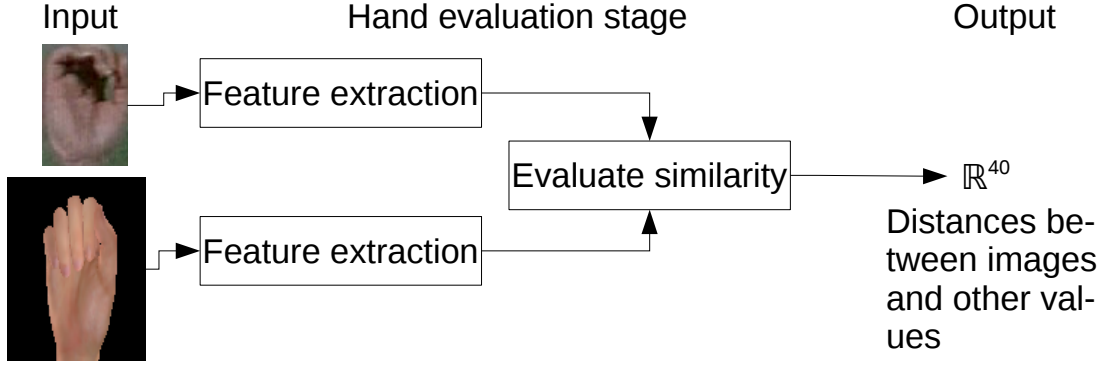 Input
Hand evaluation stage
Output
Feature extraction
Evaluate similarity
Feature extraction
ℝ⁴⁰
Distances be-
tween images
and other val-
ues